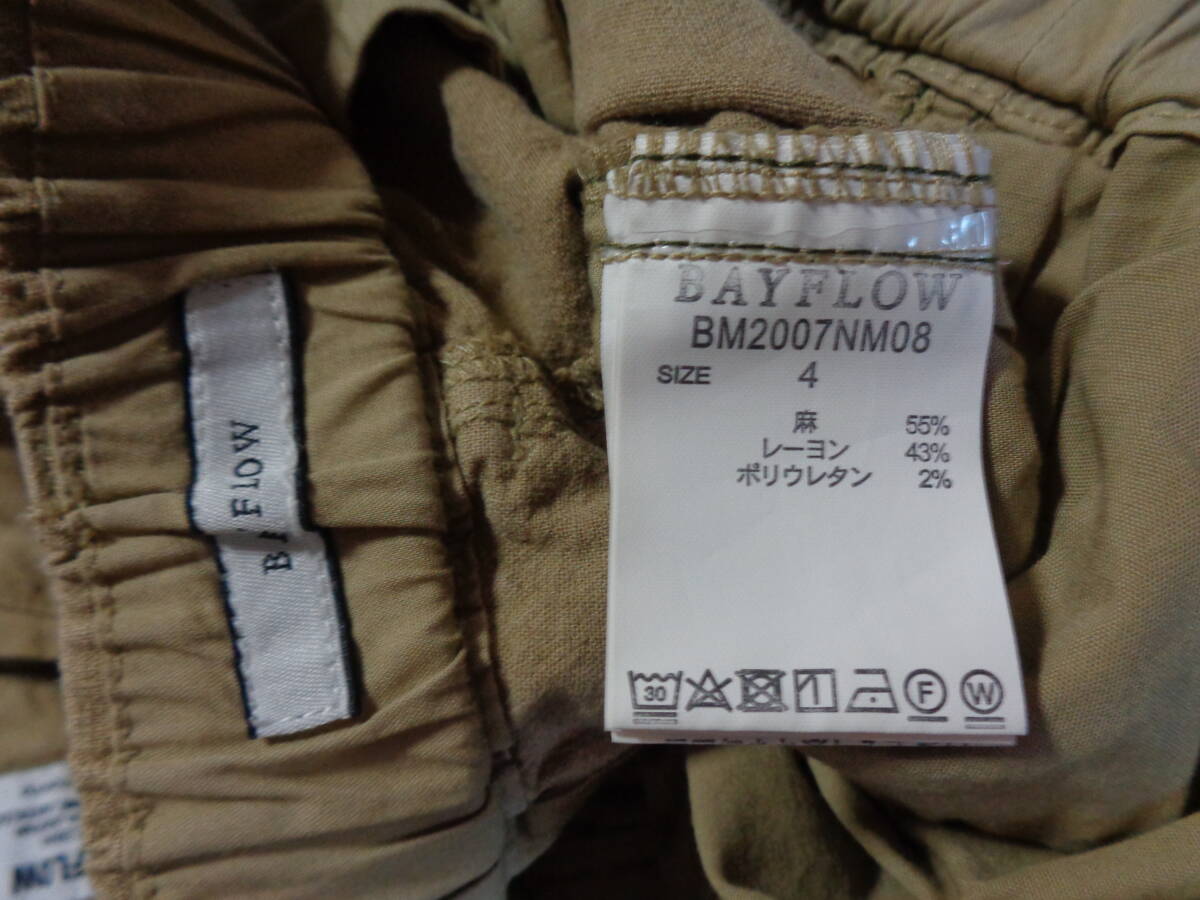 BAYFLOW
BM2007NM08
SIZE 4
麻 55%
レーヨン 43%
ポリウレタン 2%
30 F W
BAYFLOW
FLOW